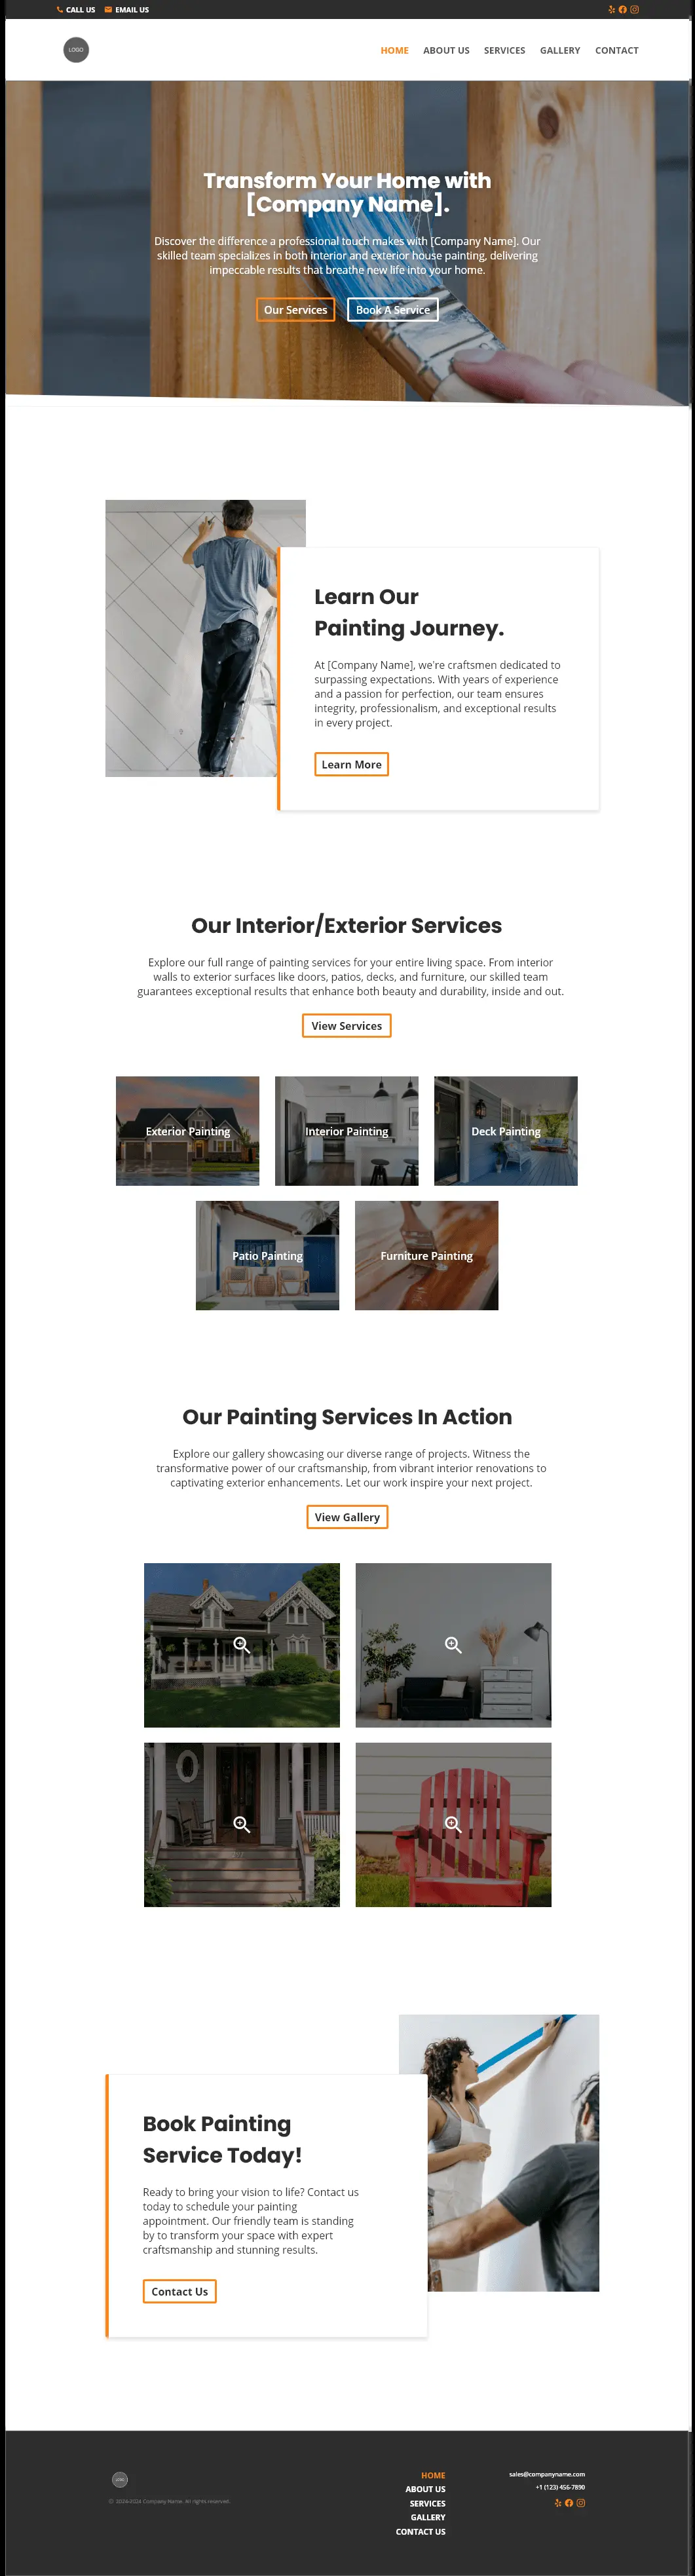 CALL US EMAIL US
LOGO
HOME ABOUT US SERVICES GALLERY CONTACT
Transform Your Home with
[Company Name].
Discover the difference a professional touch makes with [Company Name]. Our
skilled team specializes in both interior and exterior house painting, delivering
impeccable results that breathe new life into your home.
Our Services Book A Service
Learn Our
Painting Journey.
At [Company Name], we're craftsmen dedicated to
surpassing expectations. With years of experience
and a passion for perfection, our team ensures
integrity, professionalism, and exceptional results
in every project.
Learn More
Our Interior/Exterior Services
Explore our full range of painting services for your entire living space. From interior
walls to exterior surfaces like doors, patios, decks, and furniture, our skilled team
guarantees exceptional results that enhance both beauty and durability, inside and out.
View Services
Exterior Painting Interior Painting Deck Painting
Patio Painting Furniture Painting
Our Painting Services In Action
Explore our gallery showcasing our diverse range of projects. Witness the
transformative power of our craftsmanship, from vibrant interior renovations to
captivating exterior enhancements. Let our work inspire your next project.
View Gallery
Book Painting
Service Today!
Ready to bring your vision to life? Contact us
today to schedule your painting
appointment. Our friendly team is standing
by to transform your space with expert
craftsmanship and stunning results.
Contact Us
LOGO
© 2024-2024 Company Name. All rights reserved.
HOME
ABOUT US
SERVICES
GALLERY
CONTACT US
sales@companyname.com
+1 (123) 456-7890